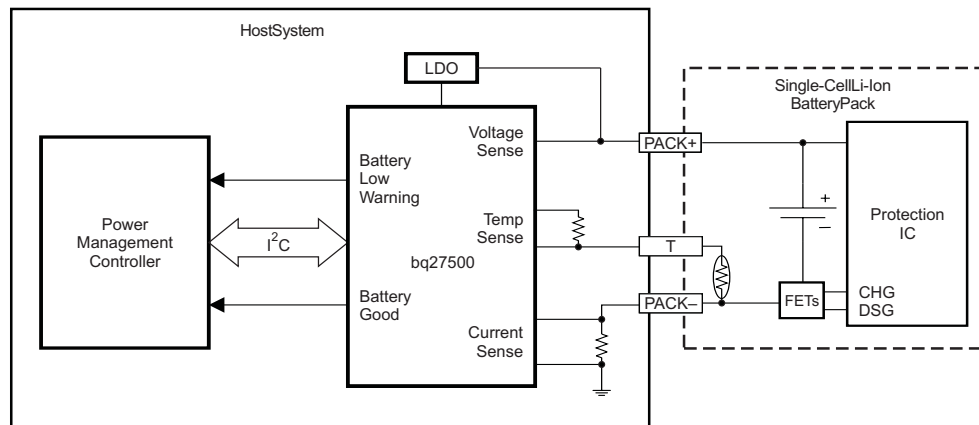 HostSystem
LDO
Single-CellLi-Ion
BatteryPack
Voltage
Sense
PACK+
Battery
Low
Warning
Power
Management
Controller
I²C
Temp
Sense
bq27500
T
+
–
Protection
IC
Battery
Good
PACK–
FETs
CHG
DSG
Current
Sense